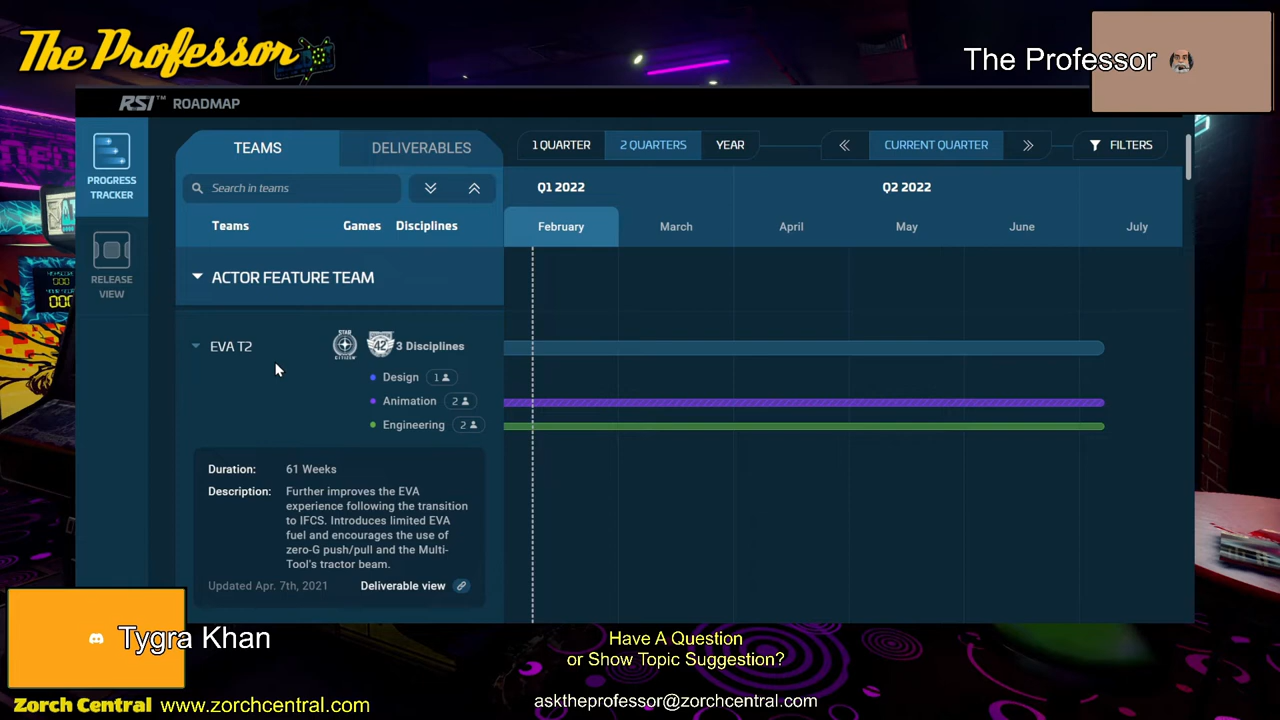 The Professor
The Professor
RSI™ ROADMAP
PROGRESS
TRACKER
RELEASE
VIEW
TEAMS
DELIVERABLES
1 QUARTER
2 QUARTERS
YEAR
CURRENT QUARTER
FILTERS
Search in teams
Q1 2022
Q2 2022
Teams
Games
Disciplines
February
March
April
May
June
July
ACTOR FEATURE TEAM
EVA T2
STAR
CITIZEN
42
3 Disciplines
Design
1
Animation
2
Engineering
2
Duration:
61 Weeks
Description:
Further improves the EVA
experience following the transition
to IFCS. Introduces limited EVA
fuel and encourages the use of
zero-G push/pull and the Multi-
Tool's tractor beam.
Updated Apr. 7th, 2021
Deliverable view
Tygra Khan
Have A Question
or Show Topic Suggestion?
Zorch Central www.zorchcentral.com
asktheprofessor@zorchcentral.com